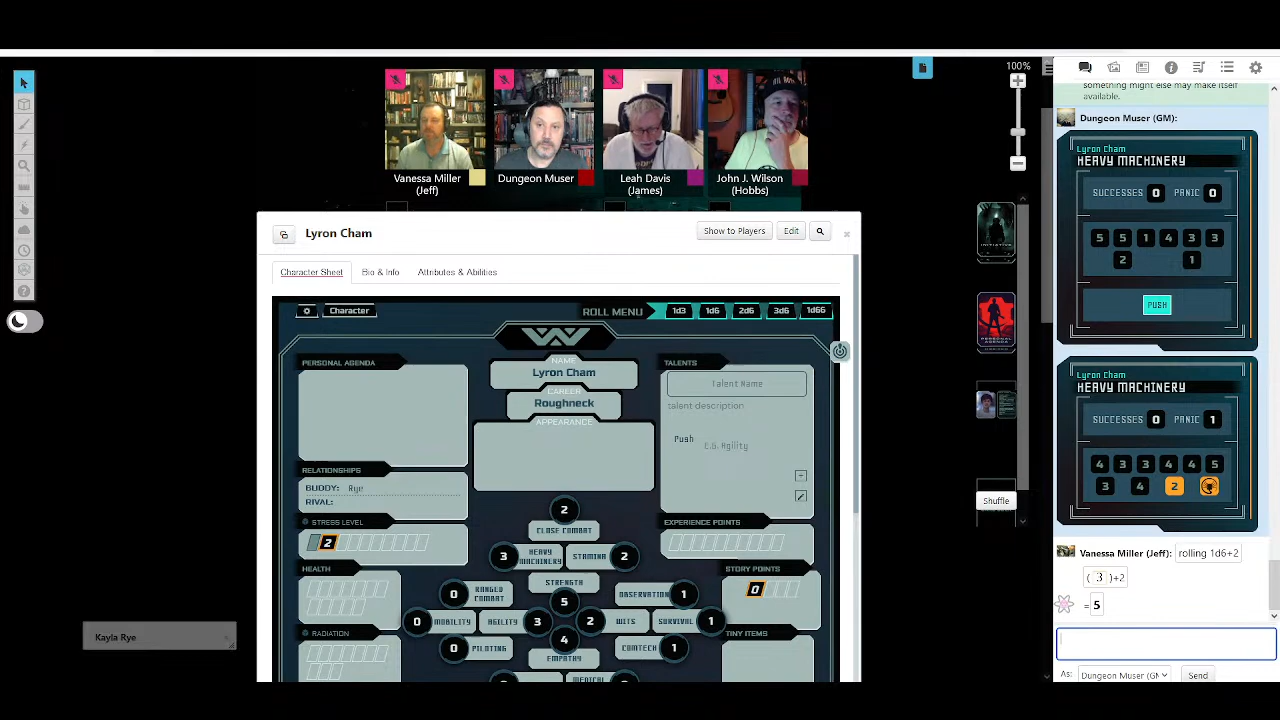 100%
something might else may make itself
available.
Dungeon Muser (GM):
Lyron Cham
HEAVY MACHINERY
SUCCESSES 0 PANIC 0
5 5 1 4 3 3
2 1
PUSH
Lyron Cham
HEAVY MACHINERY
SUCCESSES 0 PANIC 1
4 3 3 4 4 5
3 4 2
Vanessa Miller (Jeff): rolling 1d6+2
( 3 )+2
= 5
As: Dungeon Muser (GM
Send
Vanessa Miller
(Jeff)
Dungeon Muser
Leah Davis
(James)
John J. Wilson
(Hobbs)
INITIATIVE
PERSONAL
AGENDA
Shuffle
Kayla Rye
Lyron Cham
Show to Players Edit
Character Sheet Bio & Info Attributes & Abilities
Character
ROLL MENU 1d3 1d6 2d6 3d6 1d66
PERSONAL AGENDA
NAME
Lyron Cham
CAREER
Roughneck
APPEARANCE
TALENTS
Talent Name
talent description
Push E.G. Agility
RELATIONSHIPS
BUDDY: Rye
RIVAL:
STRESS LEVEL
2
EXPERIENCE POINTS
HEALTH
STORY POINTS
0
RADIATION
TINY ITEMS
2
CLOSE COMBAT
3 HEAVY MACHINERY STAMINA 2
STRENGTH
5
0 RANGED COMBAT OBSERVATION 1
0 MOBILITY AGILITY 3 2 WITS SURVIVAL 1
4
0 PILOTING COMTECH 1
EMPATHY
MEDICAL